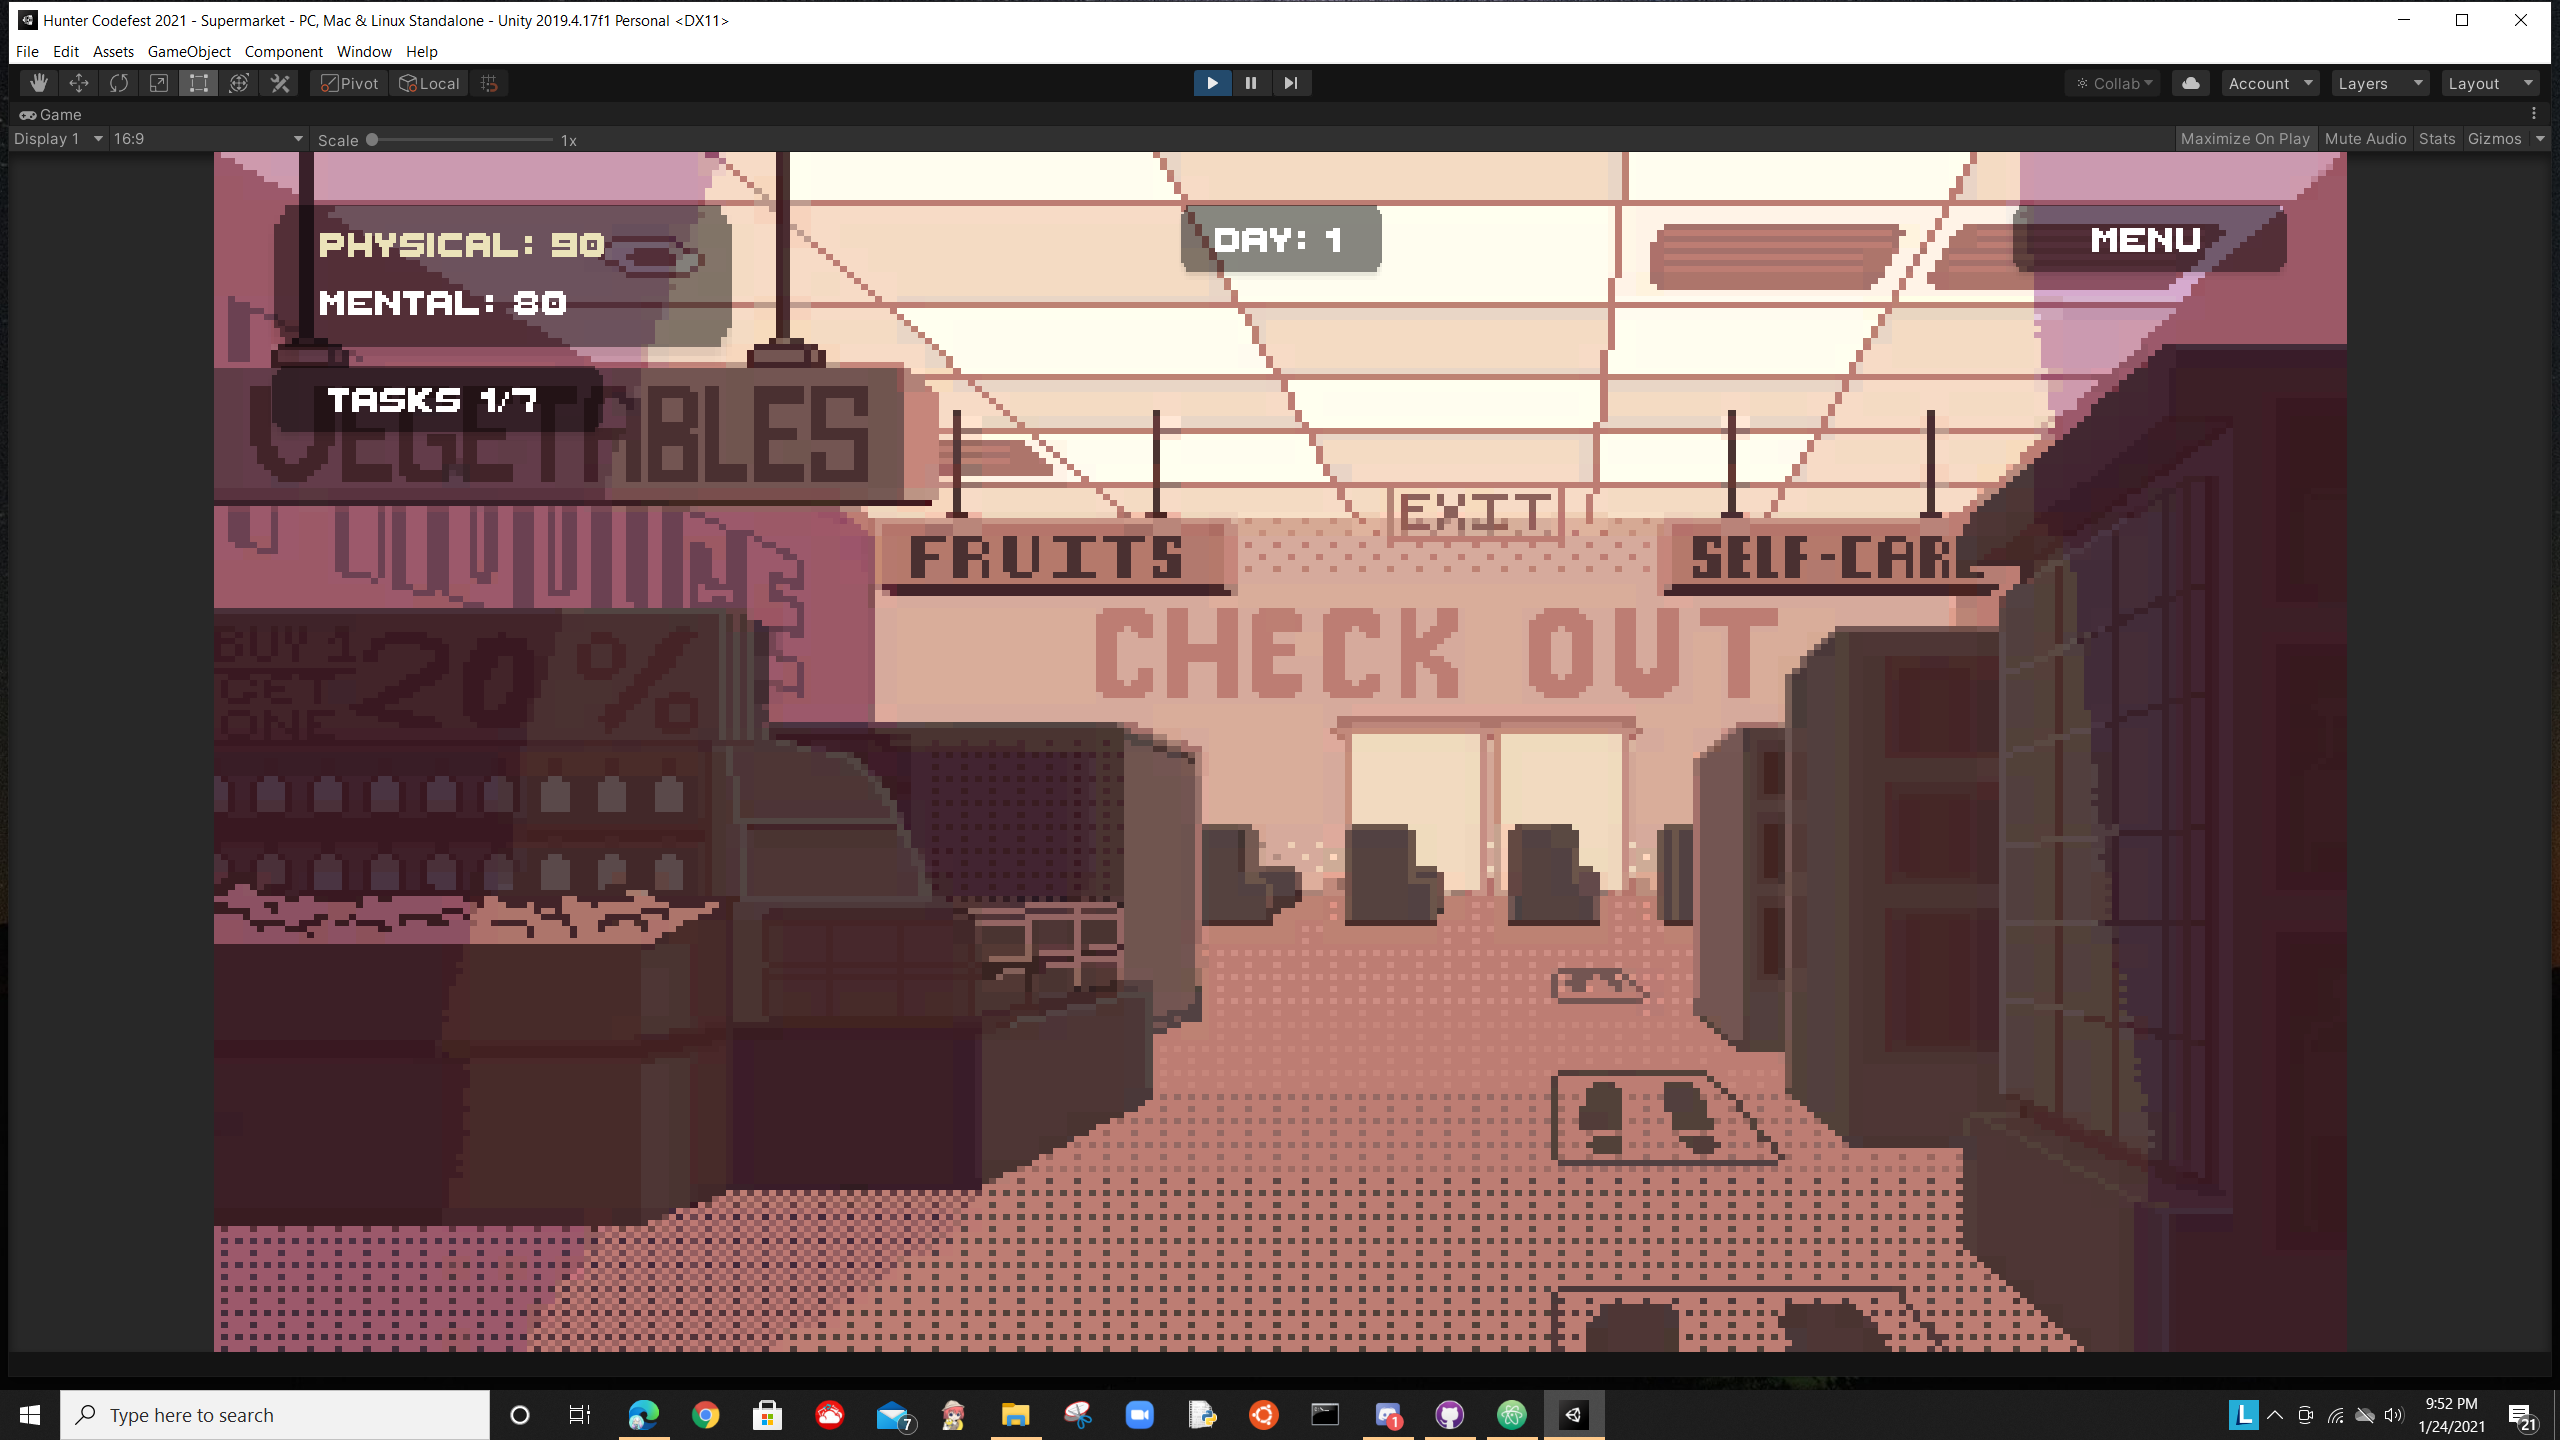 Hunter Codefest 2021 - Supermarket - PC, Mac & Linux Standalone - Unity 2019.4.17f1 Personal <DX11>
File Edit Assets GameObject Component Window Help
Pivot Local Collab Account Layers Layout
Game
Display 1 16:9 Scale 1x Maximize On Play Mute Audio Stats Gizmos
PHYSICAL: 90
DAY: 1
MENU
MENTAL: 80
TASKS 1/7
VEGETABLES
EXIT
FRUITS
SELF-CARE
CHECK OUT
BUY 1
GET
ONE
20%
Type here to search
7
1
L
9:52 PM
1/24/2021
21